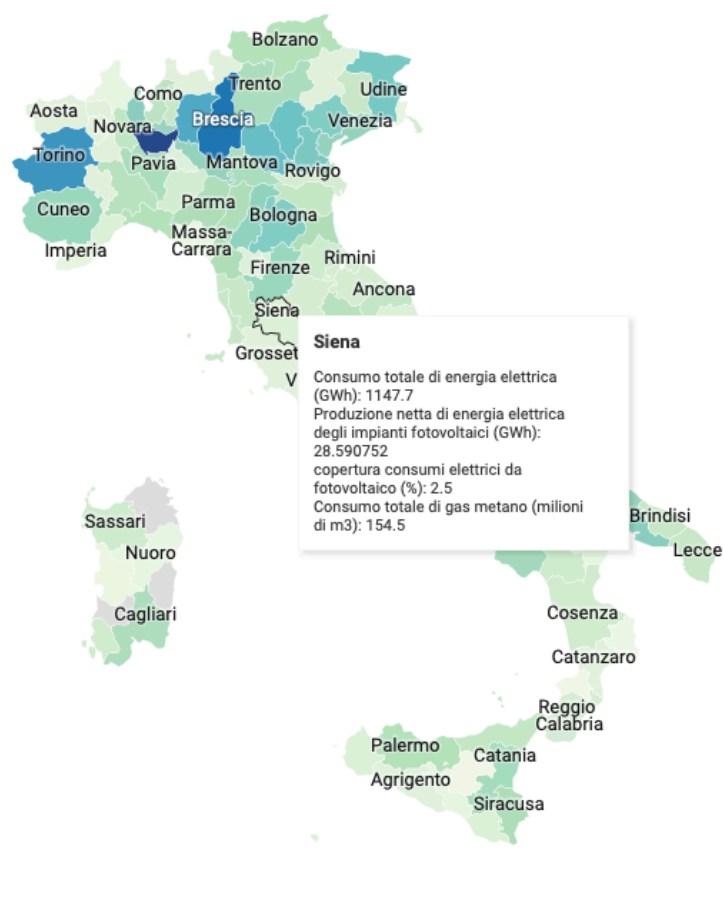 Bolzano
Trento
Udine
Como
Aosta
Brescia
Venezia
Novara
Torino
Pavia
Mantova
Rovigo
Parma
Cuneo
Bologna
Massa-
Carrara
Imperia
Rimini
Firenze
Ancona
Siena
Grosset
V
Siena
Consumo totale di energia elettrica
(GWh): 1147.7
Produzione netta di energia elettrica
degli impianti fotovoltaici (GWh):
28.590752
copertura consumi elettrici da
fotovoltaico (%): 2.5
Consumo totale di gas metano (milioni
di m3): 154.5
Sassari
Brindisi
Nuoro
Lecce
Cagliari
Cosenza
Catanzaro
Reggio
Calabria
Palermo
Catania
Agrigento
Siracusa